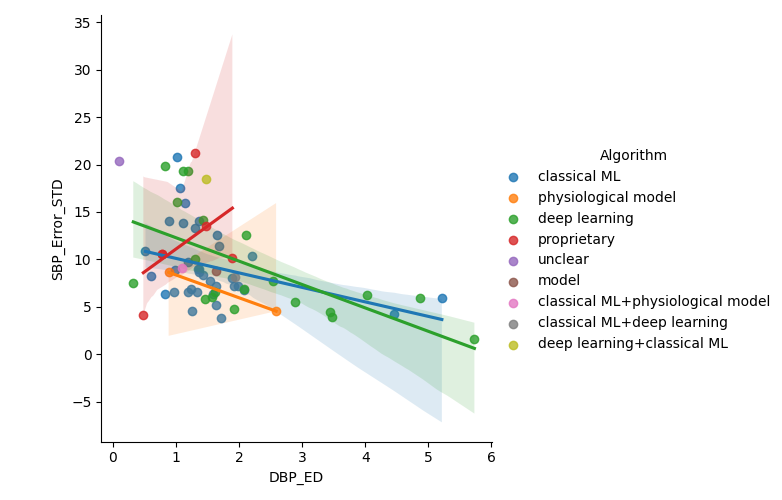 35
30
25
20
15
10
5
0
−5
SBP_Error_STD
0 1 2 3 4 5 6
DBP_ED
Algorithm
classical ML
physiological model
deep learning
proprietary
unclear
model
classical ML+physiological model
classical ML+deep learning
deep learning+classical ML